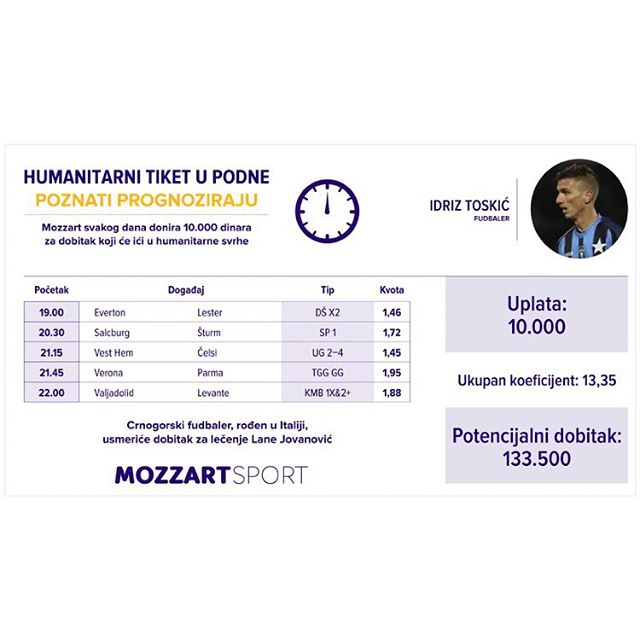 HUMANITARNI TIKET U PODNE
POZNATI PROGNOZIRAJU
Mozzart svakog dana donira 10.000 dinara
za dobitak koji će ići u humanitarne svrhe
IDRIZ TOSKIĆ
FUDBALER
Početak Događaj Tip Kvota
19.00 Everton Lester DŠ X2 1,46
20.30 Salcburg Šturm SP 1 1,72
21.15 Vest Hem Čelsi UG 2-4 1,45
21.45 Verona Parma TGG GG 1,95
22.00 Valjadolid Levante KMB 1X&2+ 1,88
Crnogorski fudbaler, rođen u Italiji,
usmeriće dobitak za lečenje Lane Jovanović
MOZZARTSPORT
Uplata:
10.000
Ukupan koeficijent: 13,35
Potencijalni dobitak:
133.500